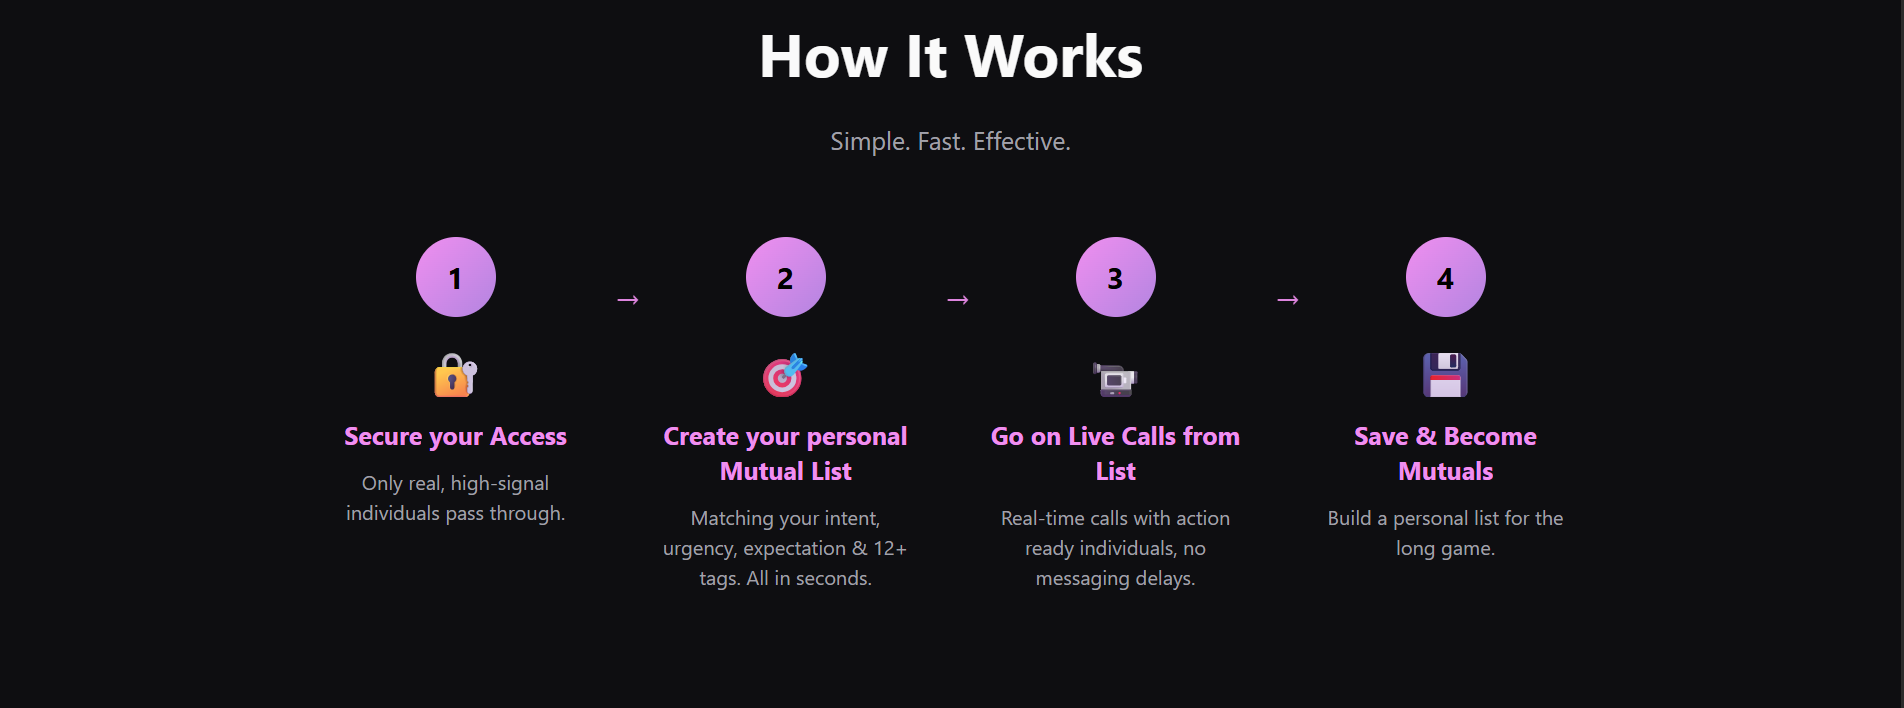 How It Works
Simple. Fast. Effective.
1
→
2
→
3
→
4
Secure your Access
Only real, high-signal
individuals pass through.
Create your personal
Mutual List
Matching your intent,
urgency, expectation & 12+
tags. All in seconds.
Go on Live Calls from
List
Real-time calls with action
ready individuals, no
messaging delays.
Save & Become
Mutuals
Build a personal list for the
long game.